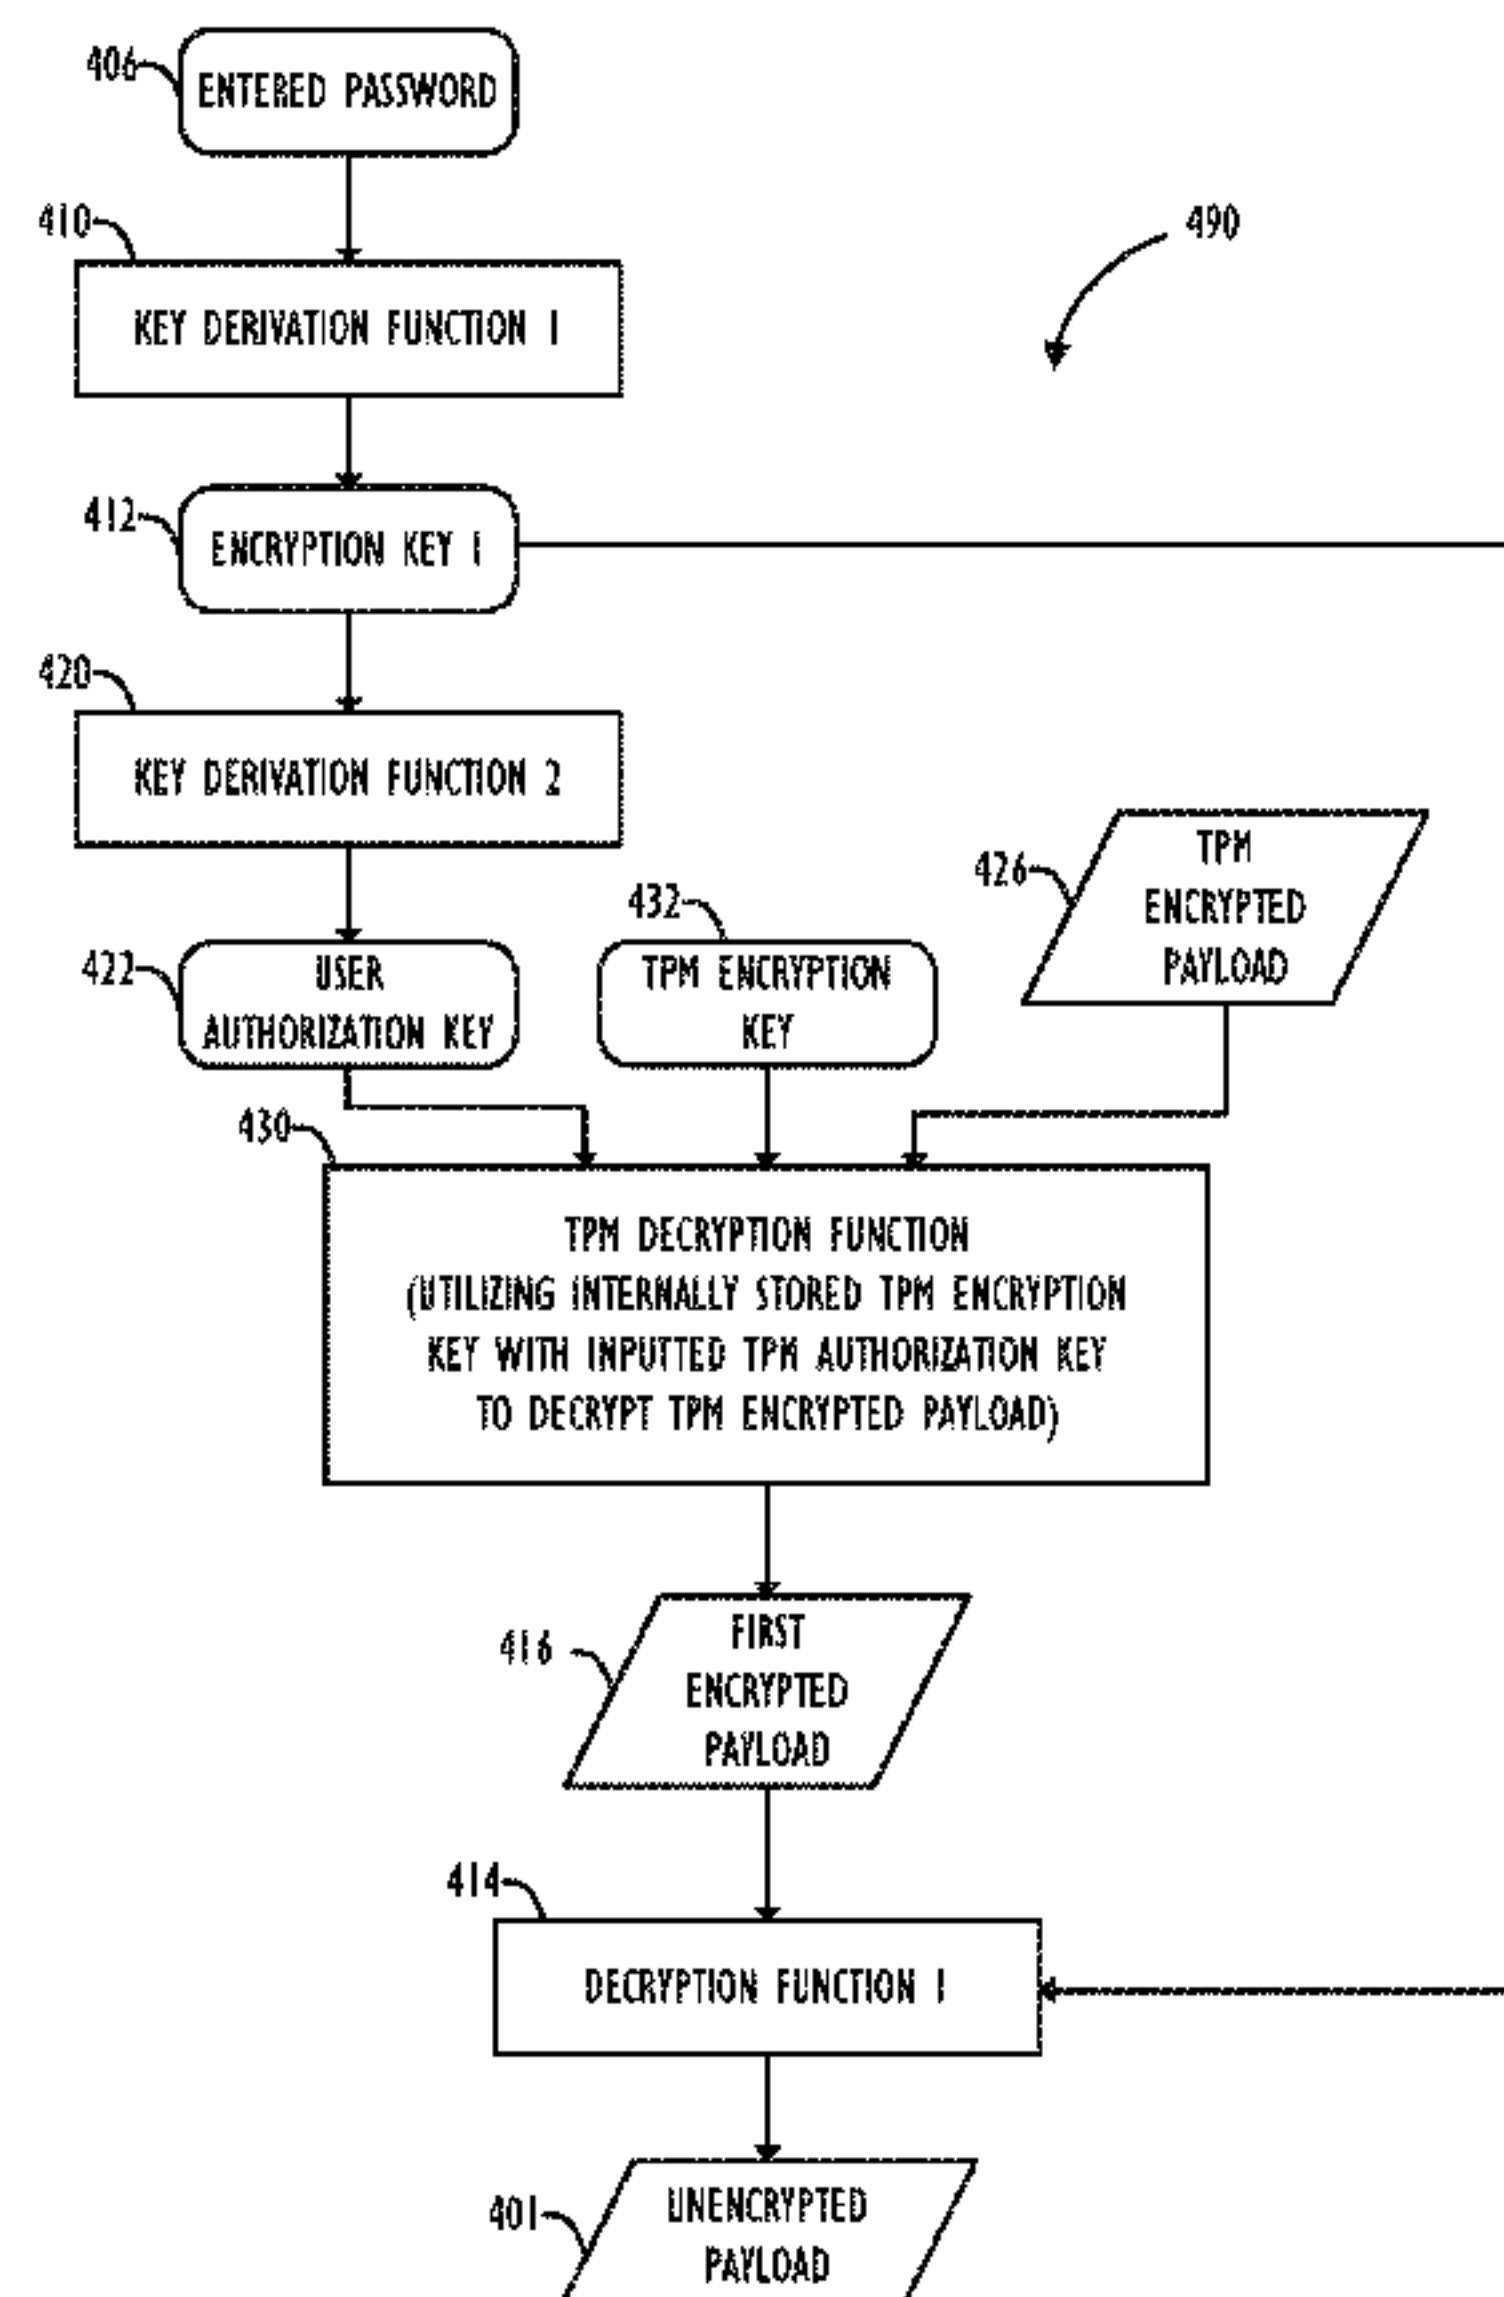 406
ENTERED PASSWORD
410
490
KEY DERIVATION FUNCTION 1
412
ENCRYPTION KEY 1
420
KEY DERIVATION FUNCTION 2
426
TPM
ENCRYPTED
PAYLOAD
432
422
USER
AUTHORIZATION KEY
TPM ENCRYPTION
KEY
430
TPM DECRYPTION FUNCTION
(UTILIZING INTERNALLY STORED TPM ENCRYPTION
KEY WITH INPUTTED TPM AUTHORIZATION KEY
TO DECRYPT TPM ENCRYPTED PAYLOAD)
416
FIRST
ENCRYPTED
PAYLOAD
414
DECRYPTION FUNCTION 1
401
UNENCRYPTED
PAYLOAD